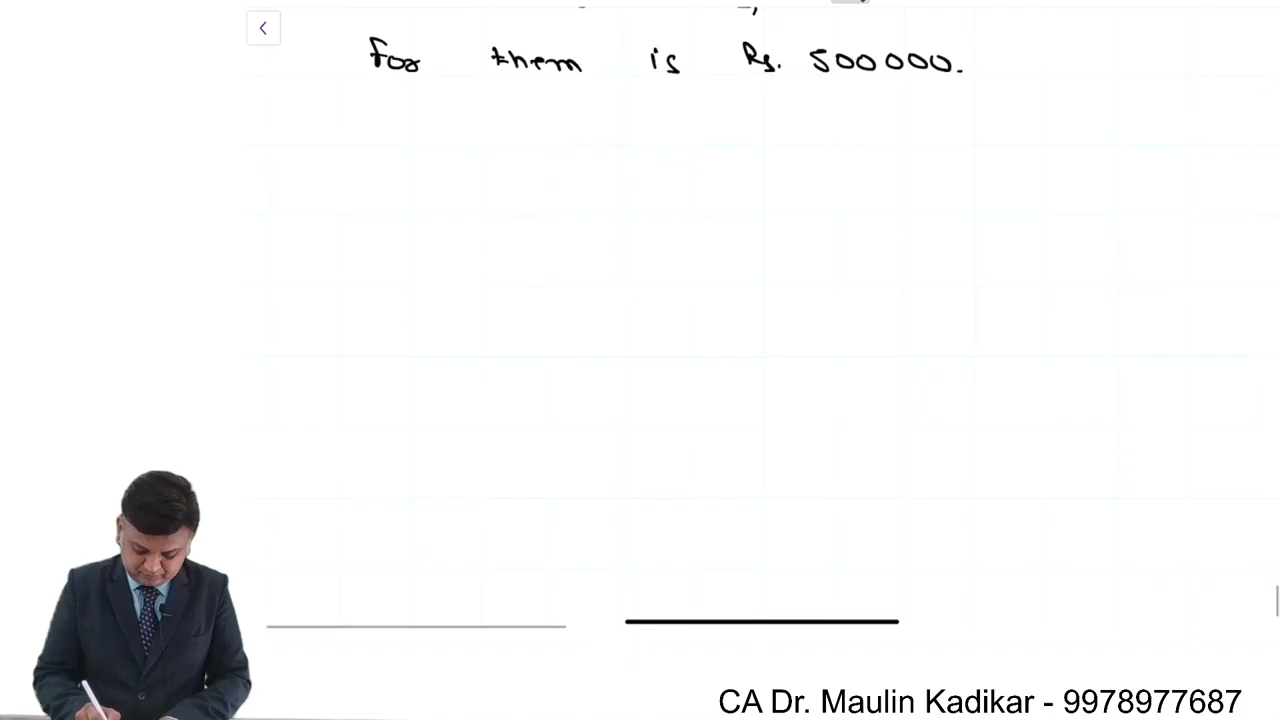 For them is Rs. 500000.
CA Dr. Maulin Kadikar - 9978977687